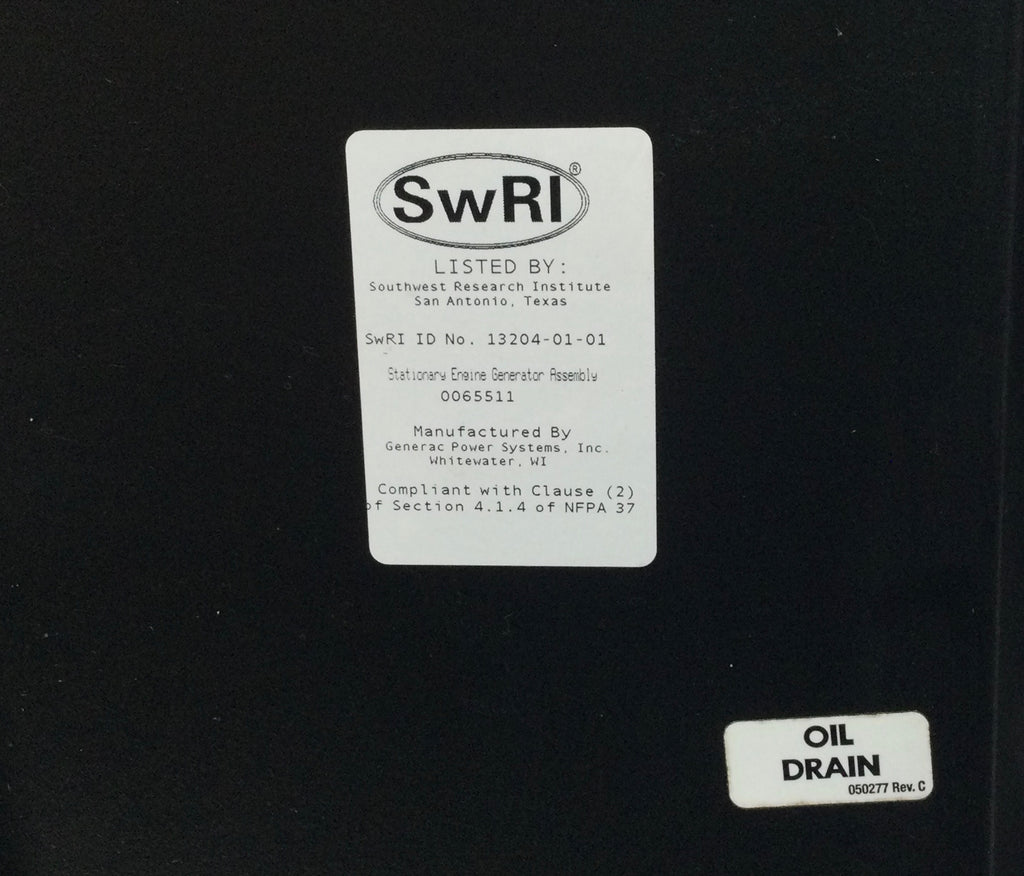 SwRI®
LISTED BY:
Southwest Research Institute
San Antonio, Texas
SwRI ID No. 13204-01-01
Stationary Engine Generator Assembly
0065511
Manufactured By
Generac Power Systems, Inc.
Whitewater, WI
Compliant with Clause (2)
of Section 4.1.4 of NFPA 37
OIL
DRAIN
050277 Rev. C